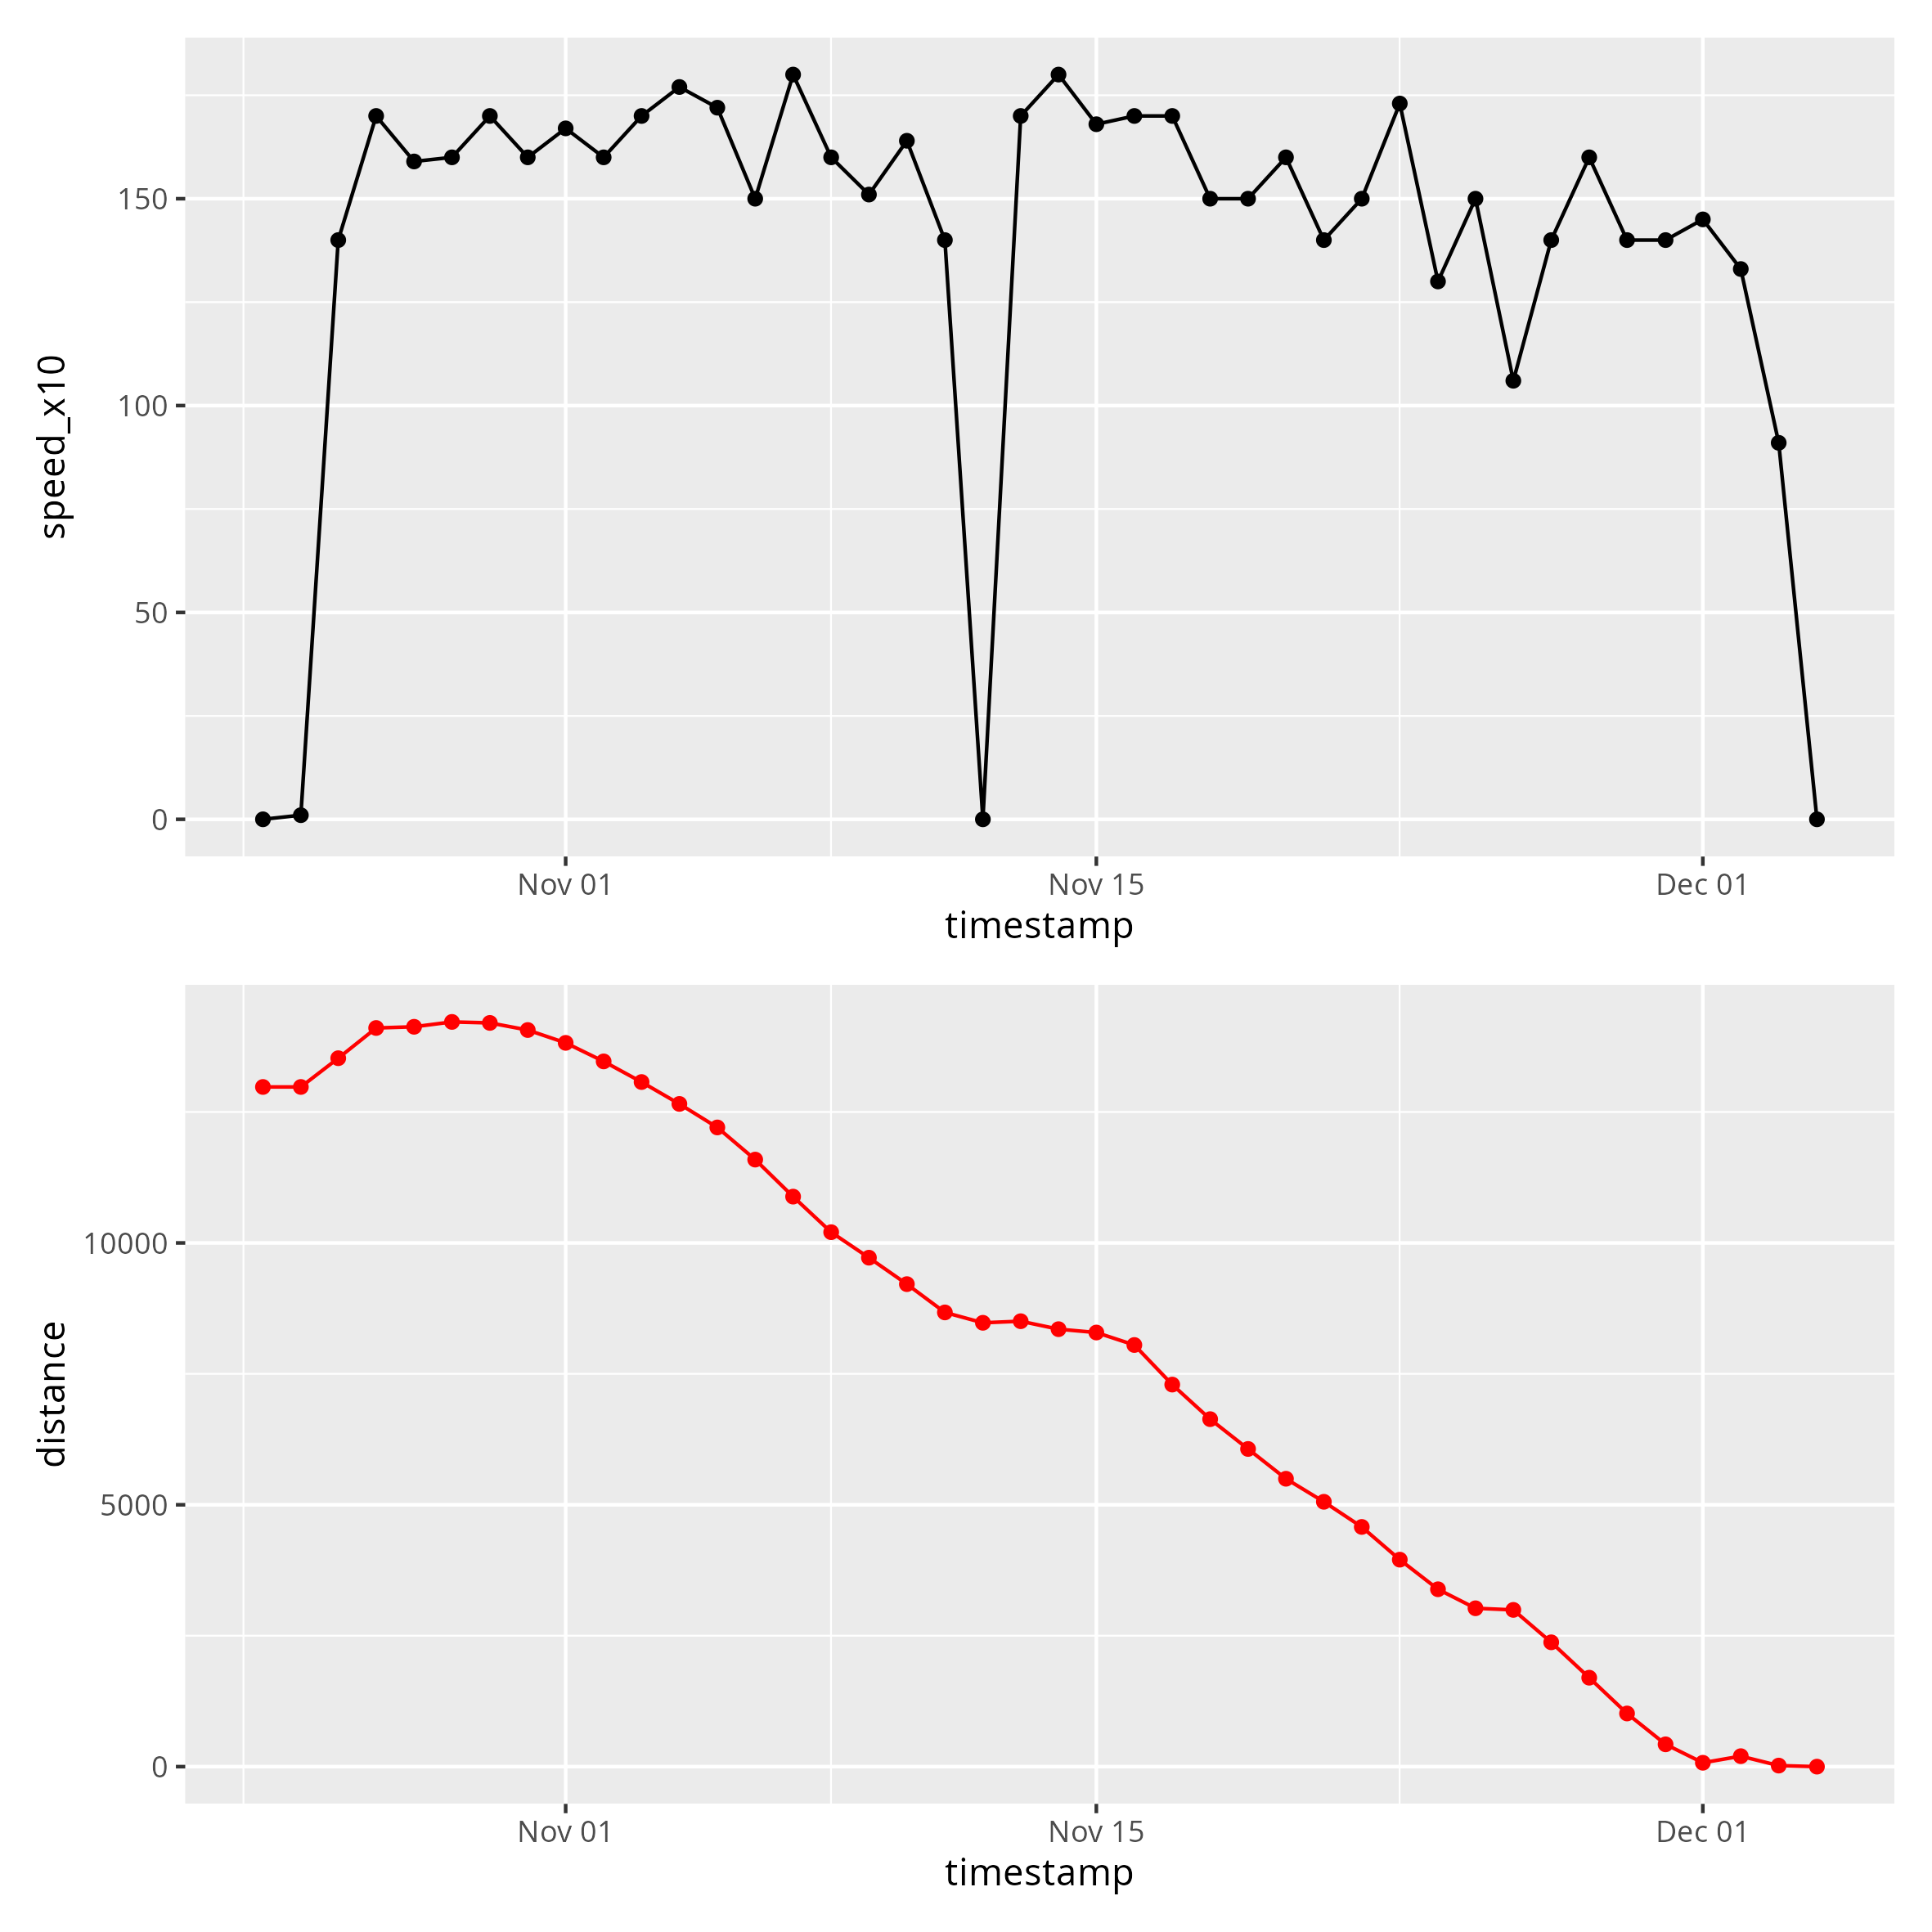 speed_x10
150
100
50
0
Nov 01 Nov 15 Dec 01
timestamp
distance
10000
5000
0
Nov 01 Nov 15 Dec 01
timestamp